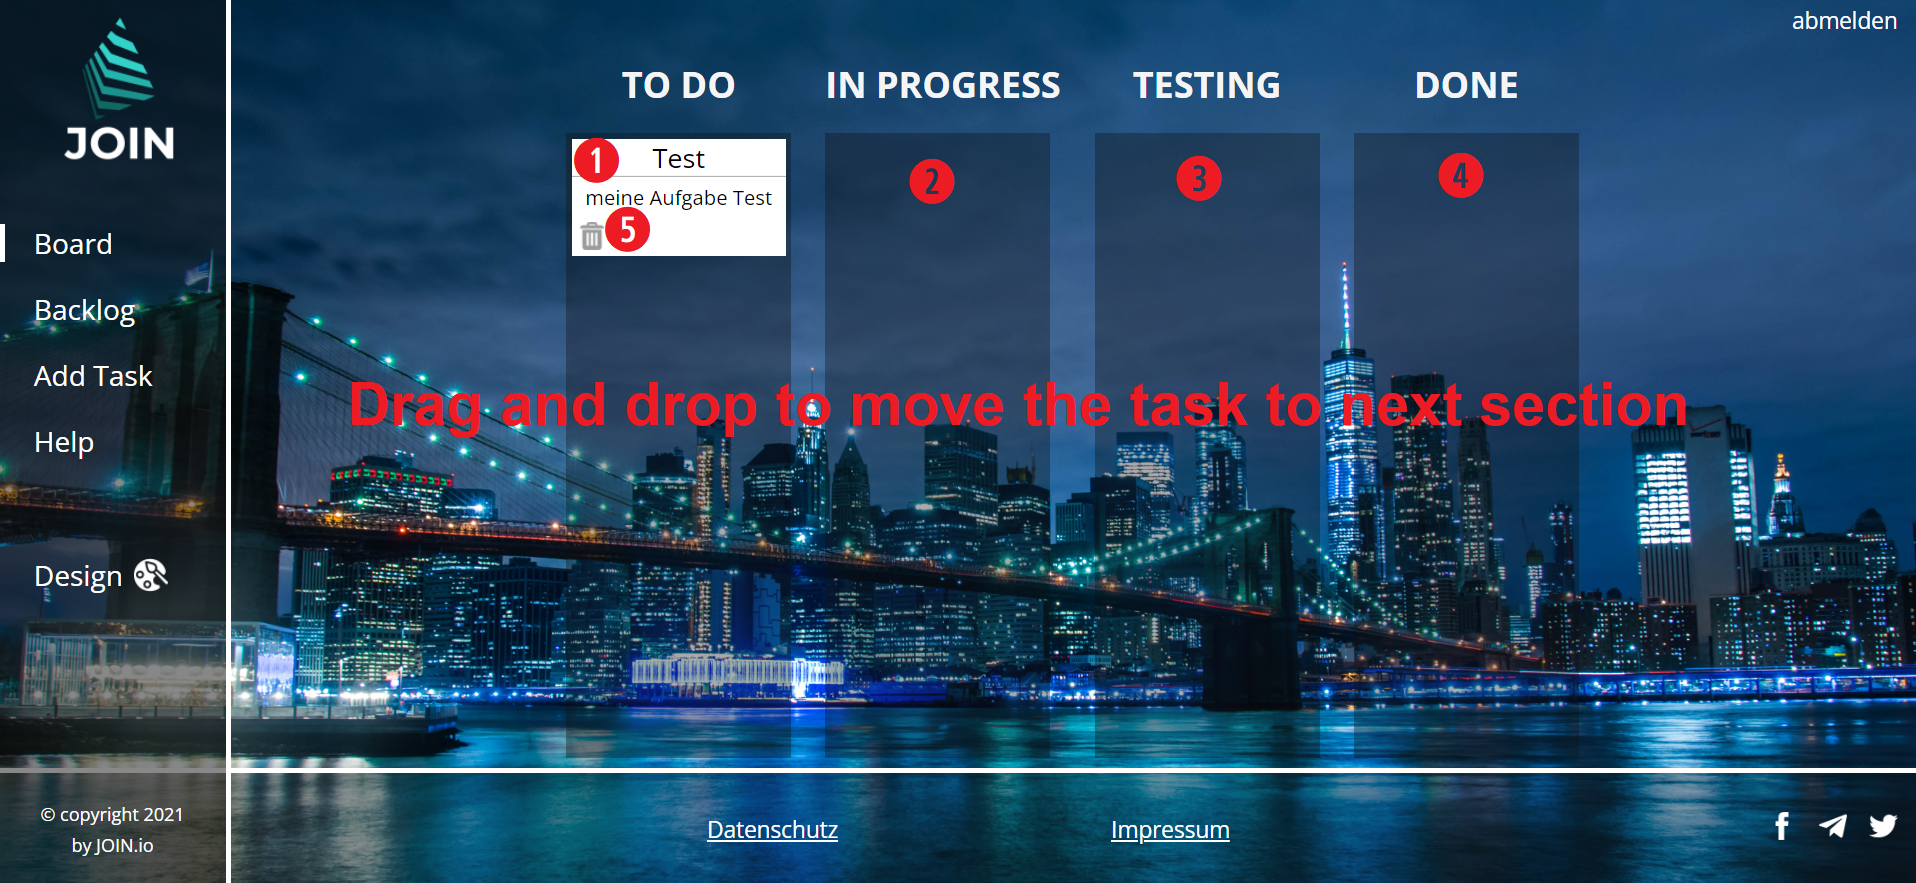 abmelden
JOIN
TO DO
IN PROGRESS
TESTING
DONE
1
Test
meine Aufgabe Test
5
2
3
4
Board
Backlog
Add Task
Help
Design
Drag and drop to move the task to next section
verizon
© copyright 2021
by JOIN.io
Datenschutz
Impressum